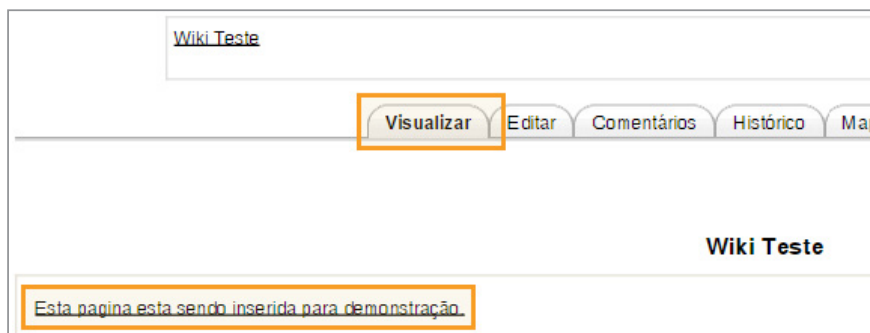 Wiki Teste
Visualizar Editar Comentários Histórico
Wiki Teste
Esta pagina esta sendo inserida para demonstração